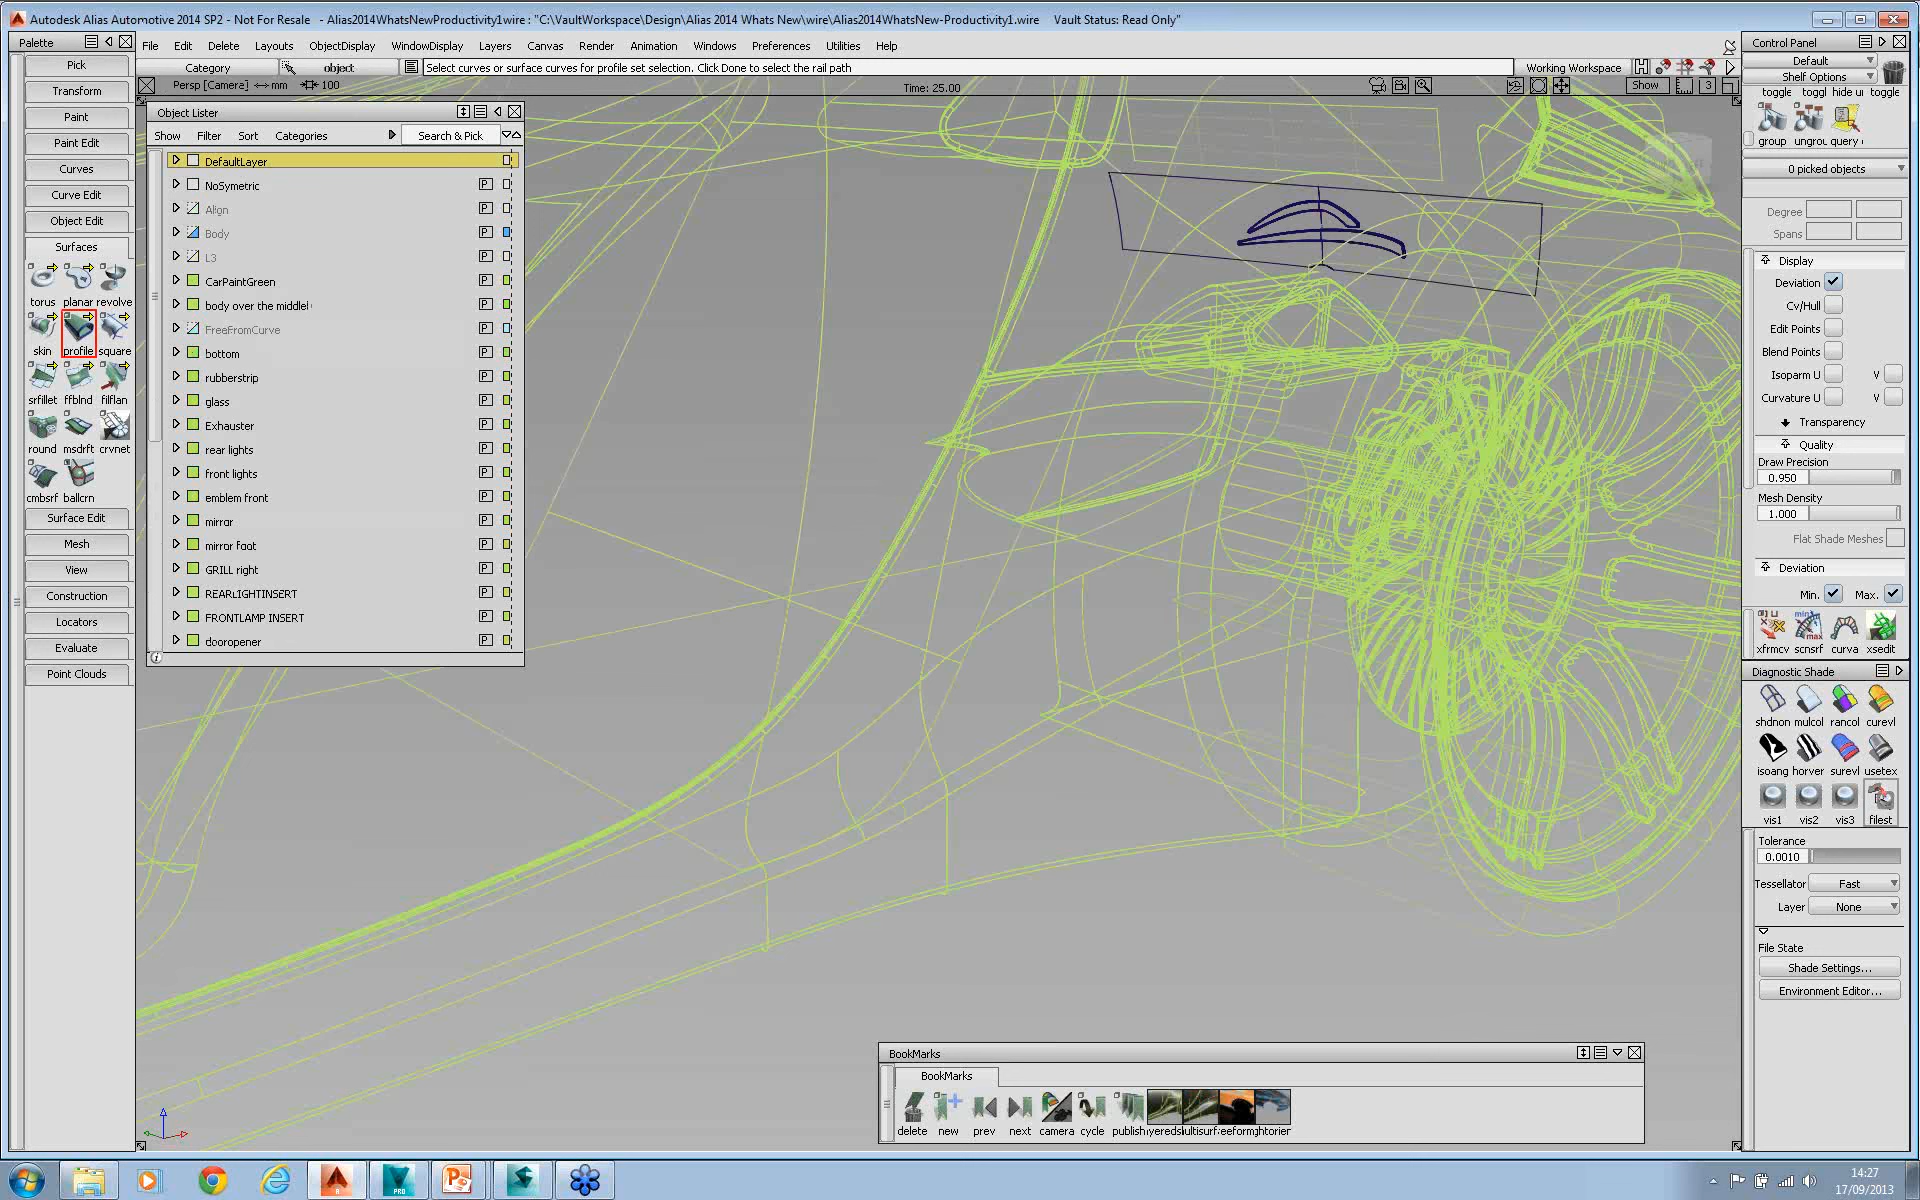 Autodesk Alias Automotive 2014 SP2 - Not For Resale - Alias2014WhatsNewProductivity1wire : "C:\VaultWorkspace\Design\Alias 2014 Whats New\wire\Alias2014WhatsNew-Productivity1.wire Vault Status: Read Only"
Palette
File Edit Delete Layouts ObjectDisplay WindowDisplay Layers Canvas Render Animation Windows Preferences Utilities Help
Category object Select curves or surface curves for profile set selection. Click Done to select the rail path Working Workspace
Persp [Camera] mm 100 Time: 25.00 Show 3
Pick
Transform
Paint
Paint Edit
Curves
Curve Edit
Object Edit
Surfaces
torus planar revolve
skin profile square
srfillet ffblnd filflan
round msdrft crvnet
cmbsrf ballcrn
Surface Edit
Mesh
View
Construction
Locators
Evaluate
Point Clouds
Object Lister
Show Filter Sort Categories Search & Pick
DefaultLayer
NoSymetric P
Align P
Body P
L3 P
CarPaintGreen P
body over the middlel P
FreeFromCurve P
bottom P
rubberstrip P
glass P
Exhauster P
rear lights P
front lights P
emblem front P
mirror P
mirror foot P
GRILL right P
REARLIGHTINSERT P
FRONTLAMP INSERT P
dooropener P
BookMarks
BookMarks
delete new prev next camera cycle publish
Control Panel
Default
Shelf Options
toggle toggl hide u toggle
group ungrou query
0 picked objects
Degree
Spans
Display
Deviation
Cv/Hull
Edit Points
Blend Points
Isoparm U V
Curvature U V
Transparency
Quality
Draw Precision
0.950
Mesh Density
1.000
Flat Shade Meshes
Deviation
Min. Max.
xfrmcv scnsrf curva xsedit
Diagnostic Shade
shdnon mulcol rancol curevl
isoang horver surevl usetex
vis1 vis2 vis3 filest
Tolerance
0.0010
Tessellator Fast
Layer None
File State
Shade Settings...
Environment Editor...
14:27
17/09/2013